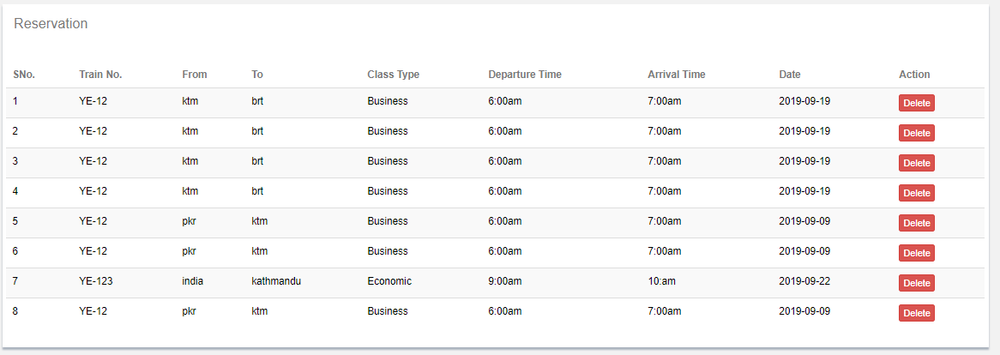 Reservation
SNo. Train No. From To Class Type Departure Time Arrival Time Date Action
1 YE-12 ktm brt Business 6:00am 7:00am 2019-09-19 Delete
2 YE-12 ktm brt Business 6:00am 7:00am 2019-09-19 Delete
3 YE-12 ktm brt Business 6:00am 7:00am 2019-09-19 Delete
4 YE-12 ktm brt Business 6:00am 7:00am 2019-09-19 Delete
5 YE-12 pkr ktm Business 6:00am 7:00am 2019-09-09 Delete
6 YE-12 pkr ktm Business 6:00am 7:00am 2019-09-09 Delete
7 YE-123 india kathmandu Economic 9:00am 10:am 2019-09-22 Delete
8 YE-12 pkr ktm Business 6:00am 7:00am 2019-09-09 Delete